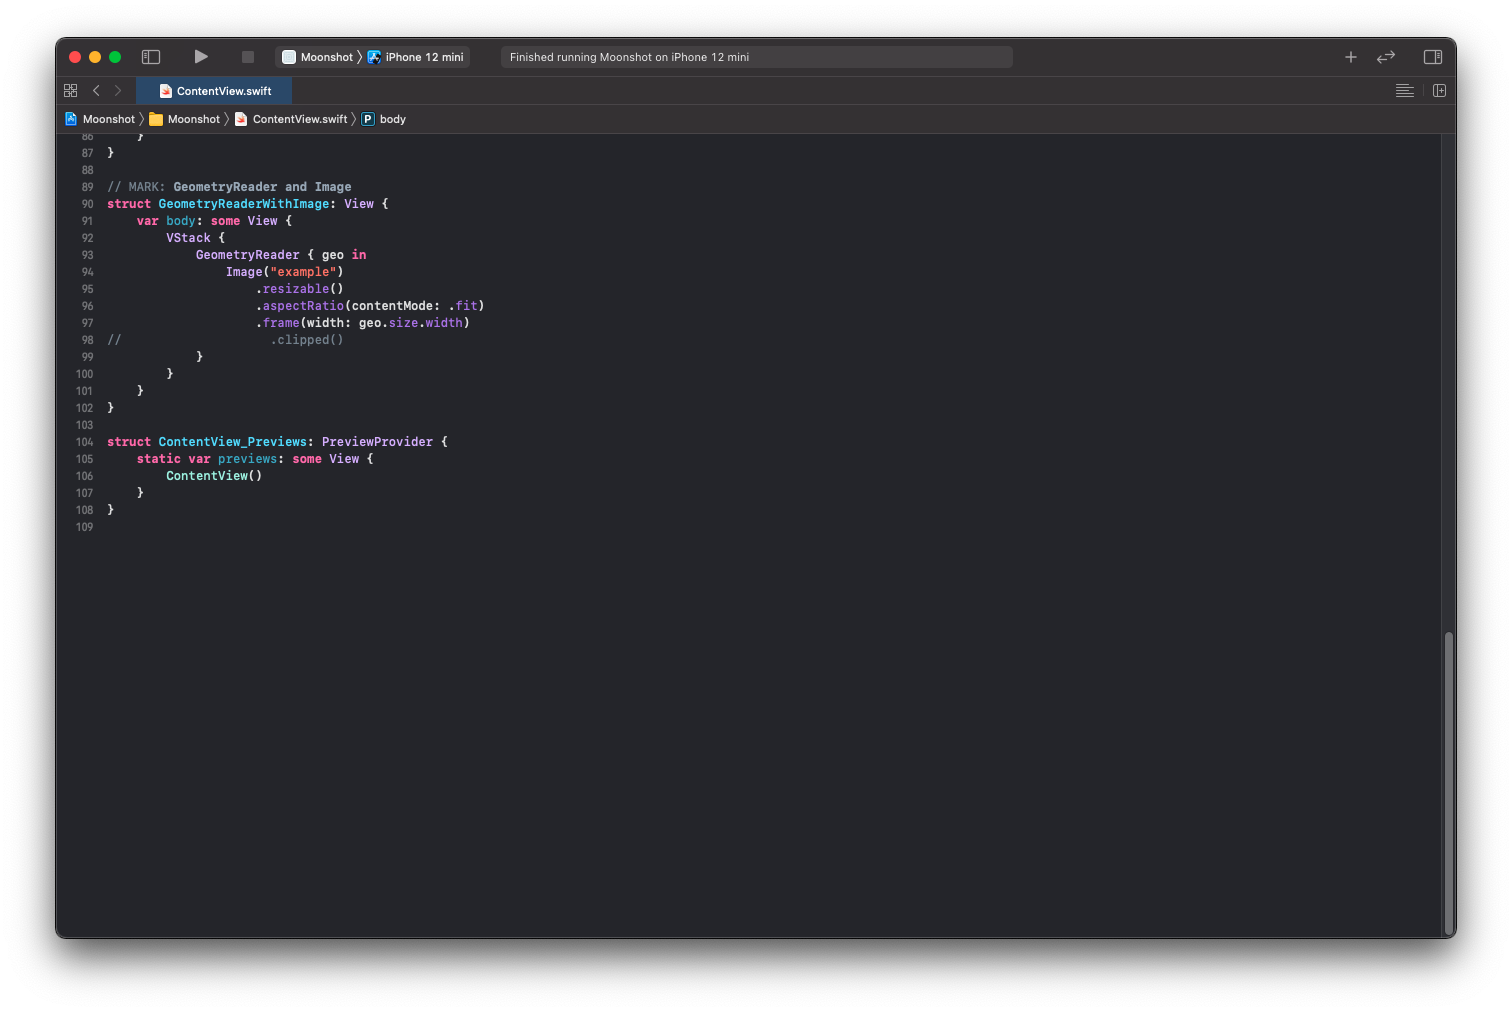 Moonshot iPhone 12 mini Finished running Moonshot on iPhone 12 mini
ContentView.swift
Moonshot Moonshot ContentView.swift P body
86 }
87 }
88
89 // MARK: GeometryReader and Image
90 struct GeometryReaderWithImage: View {
91 var body: some View {
92 VStack {
93 GeometryReader { geo in
94 Image("example")
95 .resizable()
96 .aspectRatio(contentMode: .fit)
97 .frame(width: geo.size.width)
98 // .clipped()
99 }
100 }
101 }
102 }
103
104 struct ContentView_Previews: PreviewProvider {
105 static var previews: some View {
106 ContentView()
107 }
108 }
109